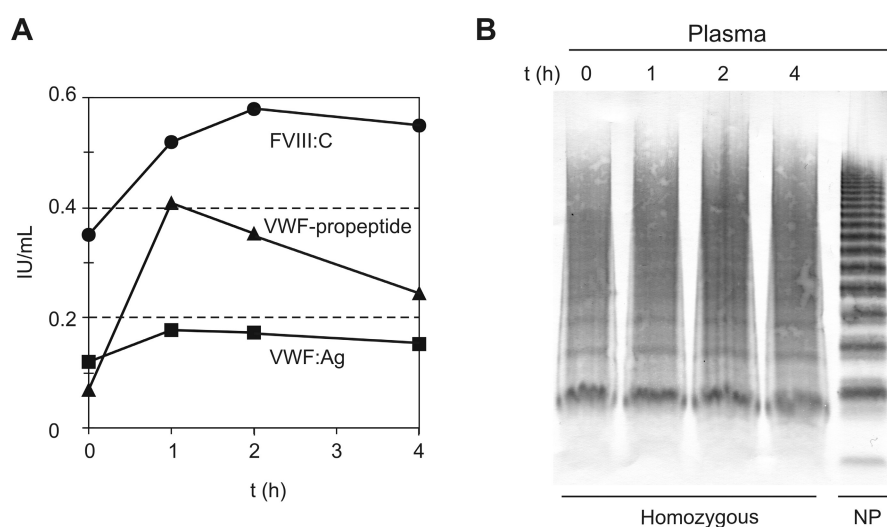 A
0.6
0.4
0.2
0
IU/mL
FVIII:C
VWF-propeptide
VWF:Ag
0 1 2 3 4
t (h)
B
Plasma
t (h) 0 1 2 4
Homozygous NP